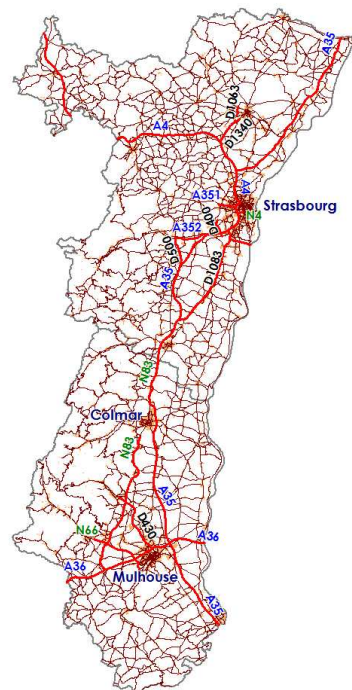 A35
D1063
A4
D1340
A351
A4
D400
Strasbourg
N4
A352
D500
A35
D1083
N83
Colmar
N83
A35
D430
N66
A36
A36
Mulhouse
A35